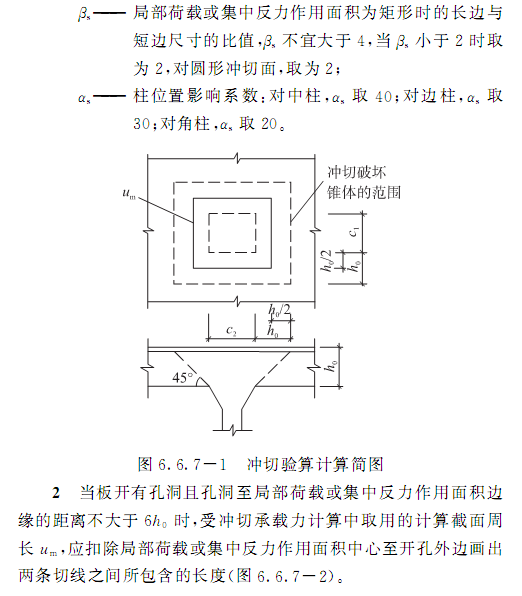 βs—— 局部荷载或集中反力作用面积为矩形时的长边与
短边尺寸的比值，βs 不宜大于 4，当 βs 小于 2 时取
为 2，对圆形冲切面，取为 2；
αs—— 柱位置影响系数：对中柱，αs 取 40；对边柱，αs 取
30；对角柱，αs 取 20。
冲切破坏
锥体的范围
um
c1
h0/2
h0
h0/2
c2
h0
h0
45°
图 6.6.7-1 冲切验算计算简图
2 当板开有孔洞且孔洞至局部荷载或集中反力作用面积边
缘的距离不大于 6h0 时，受冲切承载力计算中取用的计算截面周
长 um，应扣除局部荷载或集中反力作用面积中心至开孔外边画出
两条切线之间所包含的长度（图 6.6.7-2）。